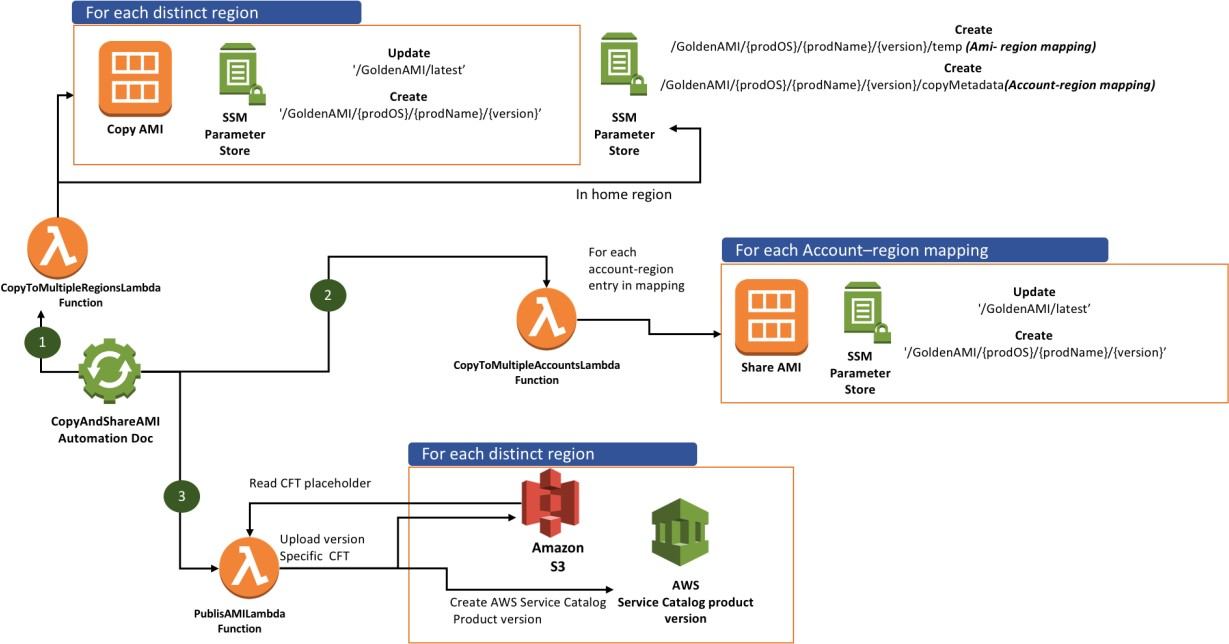 For each distinct region
Copy AMI
SSM
Parameter
Store
Update
'/GoldenAMI/latest’
Create
'/GoldenAMI/{prodOS}/{prodName}/{version}’
SSM
Parameter
Store
Create
/GoldenAMI/{prodOS}/{prodName}/{version}/temp (Ami- region mapping)
Create
/GoldenAMI/{prodOS}/{prodName}/{version}/copyMetadata(Account-region mapping)
In home region
CopyToMultipleRegionsLambda
Function
1
CopyAndShareAMI
Automation Doc
2
CopyToMultipleAccountsLambda
Function
For each
account-region
entry in mapping
For each Account–region mapping
Share AMI
SSM
Parameter
Store
Update
'/GoldenAMI/latest’
Create
'/GoldenAMI/{prodOS}/{prodName}/{version}’
3
PublisAMILambda
Function
Read CFT placeholder
Upload version
Specific CFT
For each distinct region
Amazon
S3
AWS
Service Catalog product
version
Create AWS Service Catalog
Product version